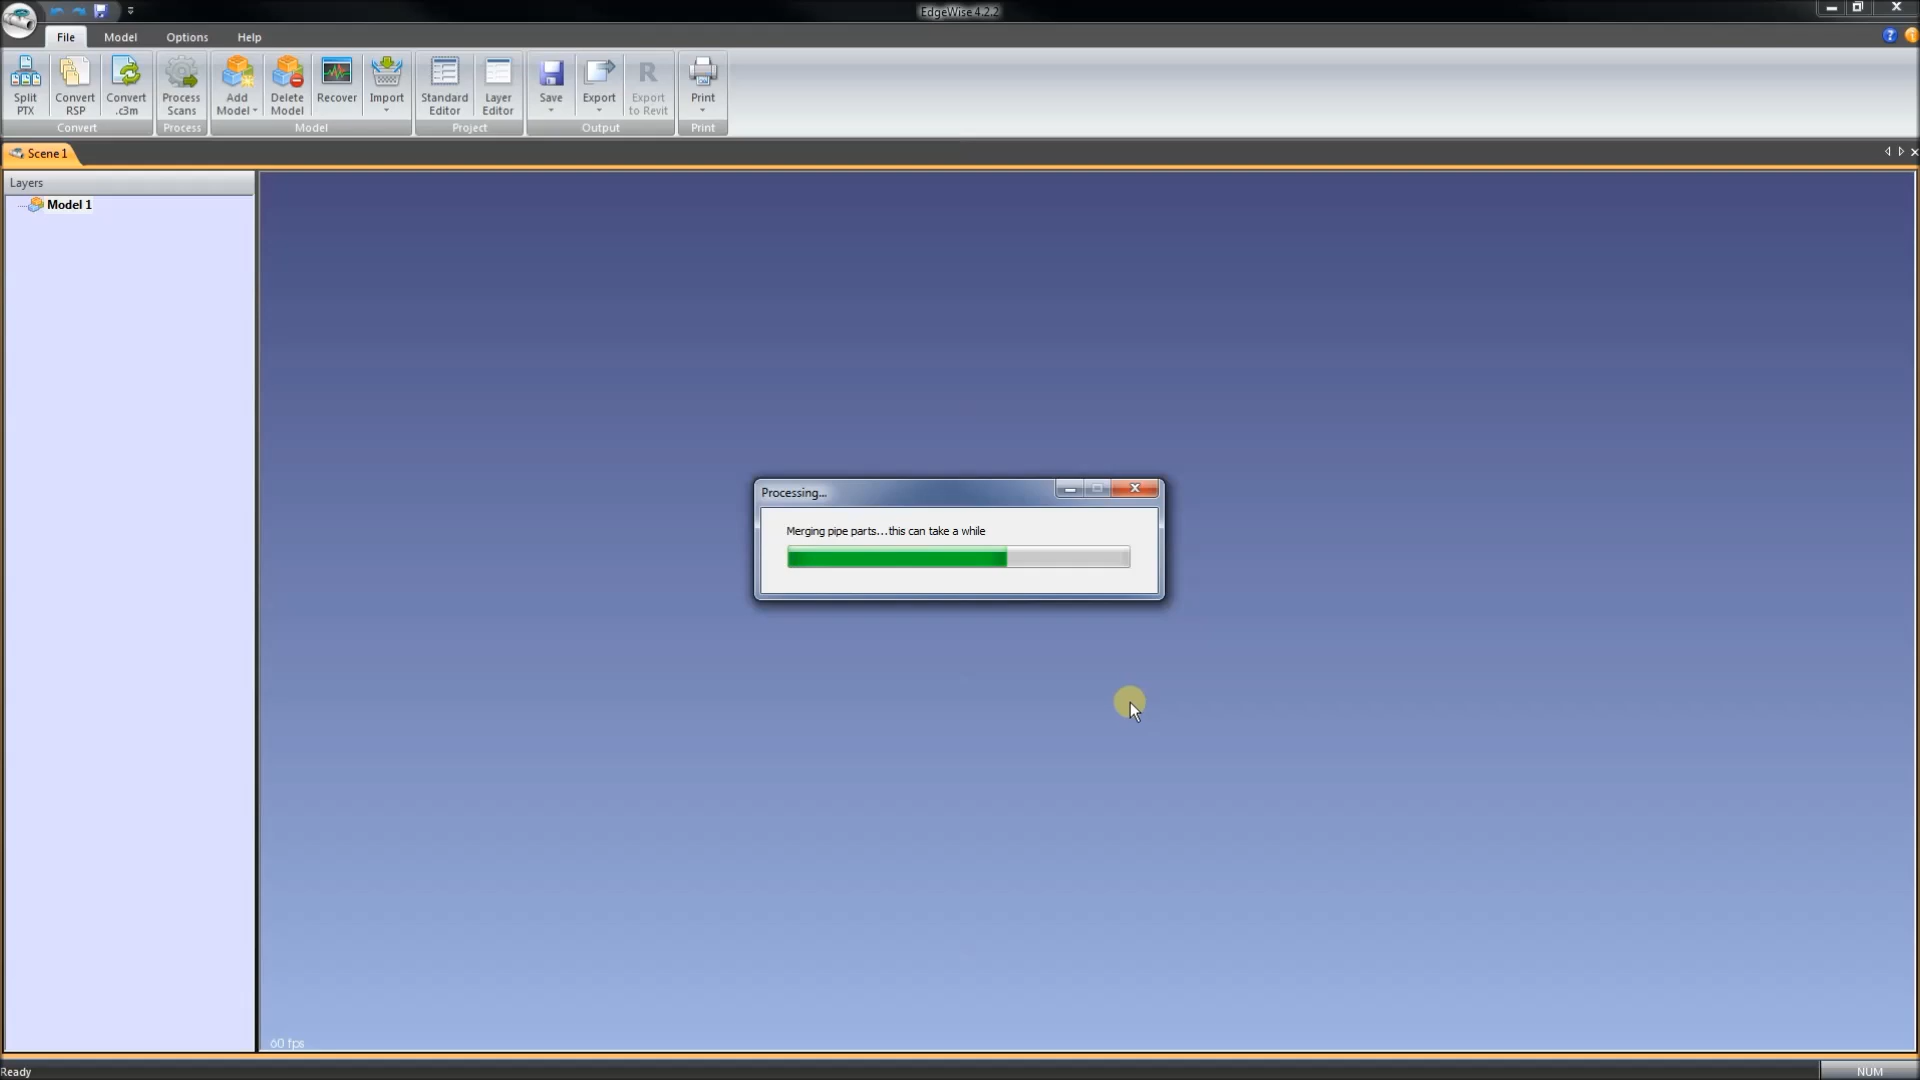 EdgeWise 4.2.2
File Model Options Help
Split PTX
Convert RSP
Convert .c3m
Process Scans
Add Model
Delete Model
Recover
Import
Standard Editor
Layer Editor
Save
Export
R
Export to Revit
Print
Convert Process Model Project Output Print
Scene 1
Layers
Model 1
Processing...
Merging pipe parts...this can take a while
60 fps
Ready
NUM